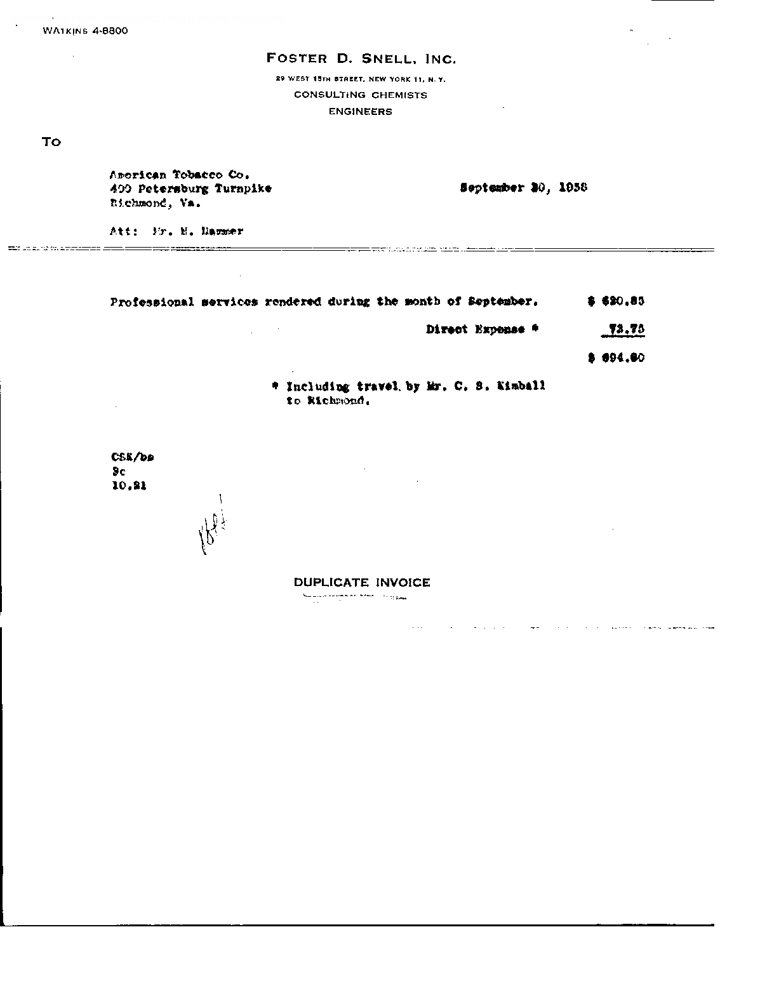 WATKINS 4-8800
FOSTER D. SNELL, INC.
29 WEST 15TH STREET, NEW YORK 11, N. Y.
CONSULTING CHEMISTS
ENGINEERS
TO
American Tobacco Co.
400 Petersburg Turnpike
September 30, 1958
Richmond, Va.
Att: Mr. H. Hammer
Professional services rendered during the month of September. $ 620.85
Direct Expense * 73.75
$ 694.60
* Including travel by Mr. C. S. Kimball
to Richmond.
CSK/bs
10.21
DUPLICATE INVOICE